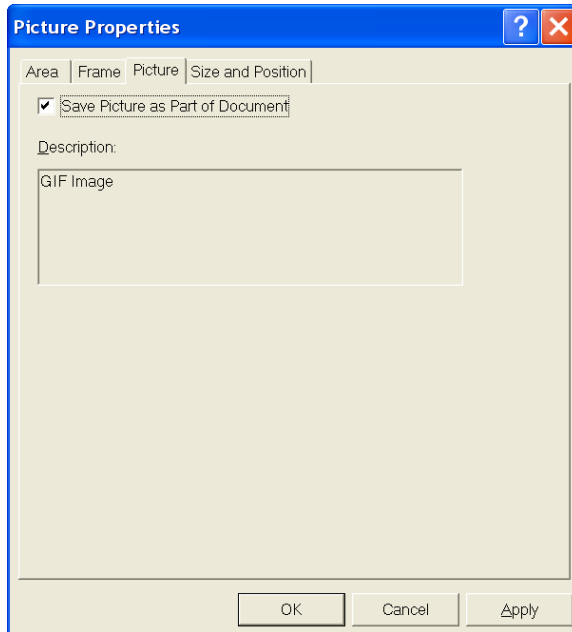 Picture Properties
?
Area Frame Picture Size and Position
Save Picture as Part of Document
Description:
GIF Image
OK Cancel Apply